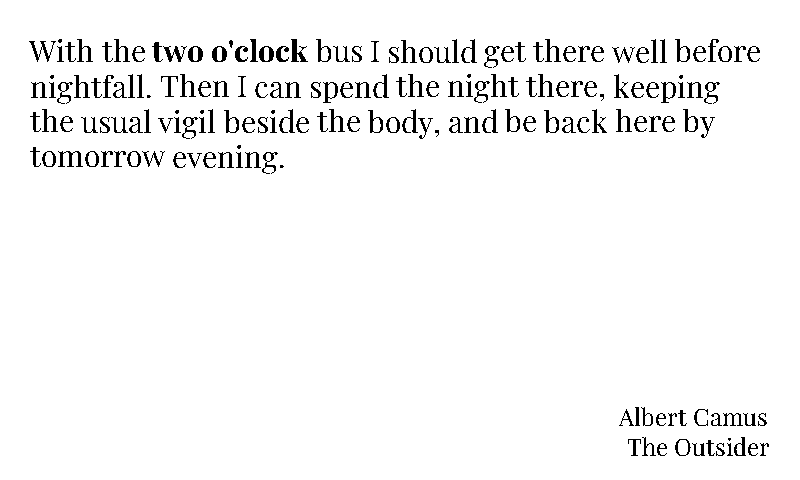 With the two o'clock bus I should get there well before
nightfall. Then I can spend the night there, keeping
the usual vigil beside the body, and be back here by
tomorrow evening.
Albert Camus
The Outsider